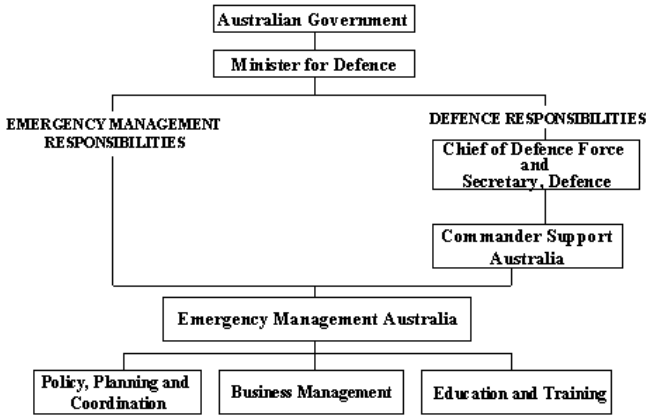 Australian Government
Minister for Defence
EMERGENCY MANAGEMENT
RESPONSIBILITIES
DEFENCE RESPONSIBILITIES
Chief of Defence Force
and
Secretary, Defence
Commander Support
Australia
Emergency Management Australia
Policy, Planning and
Coordination
Business Management
Education and Training